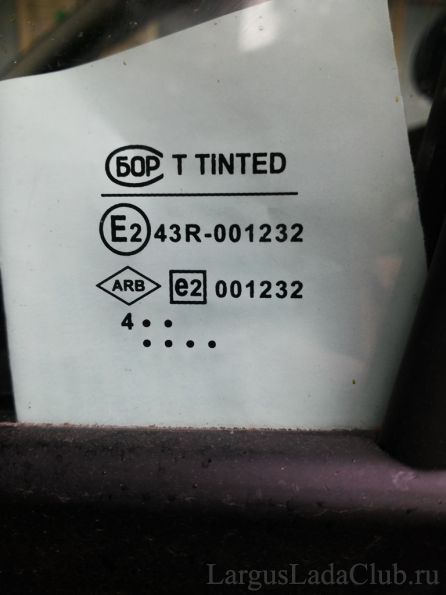 БОР T TINTED
E2 43R-001232
ARB e2 001232
4 • •
• • • •
LargusLadaClub.ru